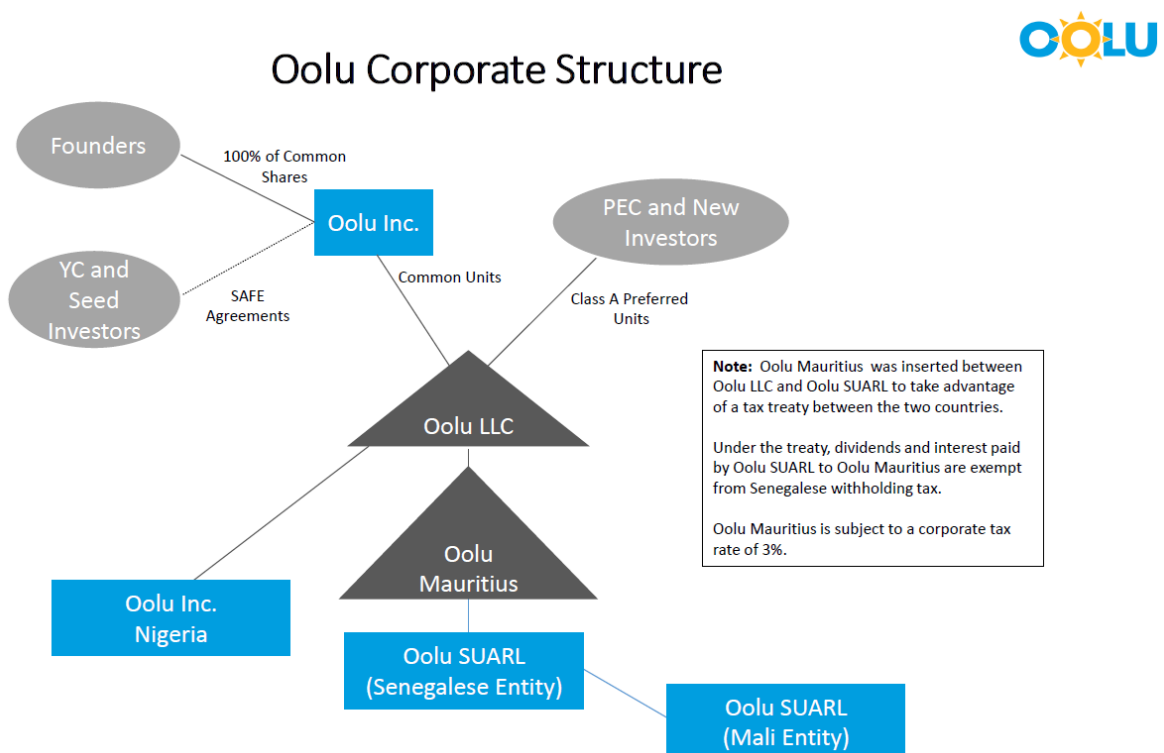 OOLU
Oolu Corporate Structure
Founders
100% of Common
Shares
Oolu Inc.
PEC and New
Investors
YC and
Seed
Investors
SAFE
Agreements
Common Units
Class A Preferred
Units
Oolu LLC
Note: Oolu Mauritius was inserted between
Oolu LLC and Oolu SUARL to take advantage
of a tax treaty between the two countries.
Under the treaty, dividends and interest paid
by Oolu SUARL to Oolu Mauritius are exempt
from Senegalese withholding tax.
Oolu Mauritius is subject to a corporate tax
rate of 3%.
Oolu
Mauritius
Oolu Inc.
Nigeria
Oolu SUARL
(Senegalese Entity)
Oolu SUARL
(Mali Entity)